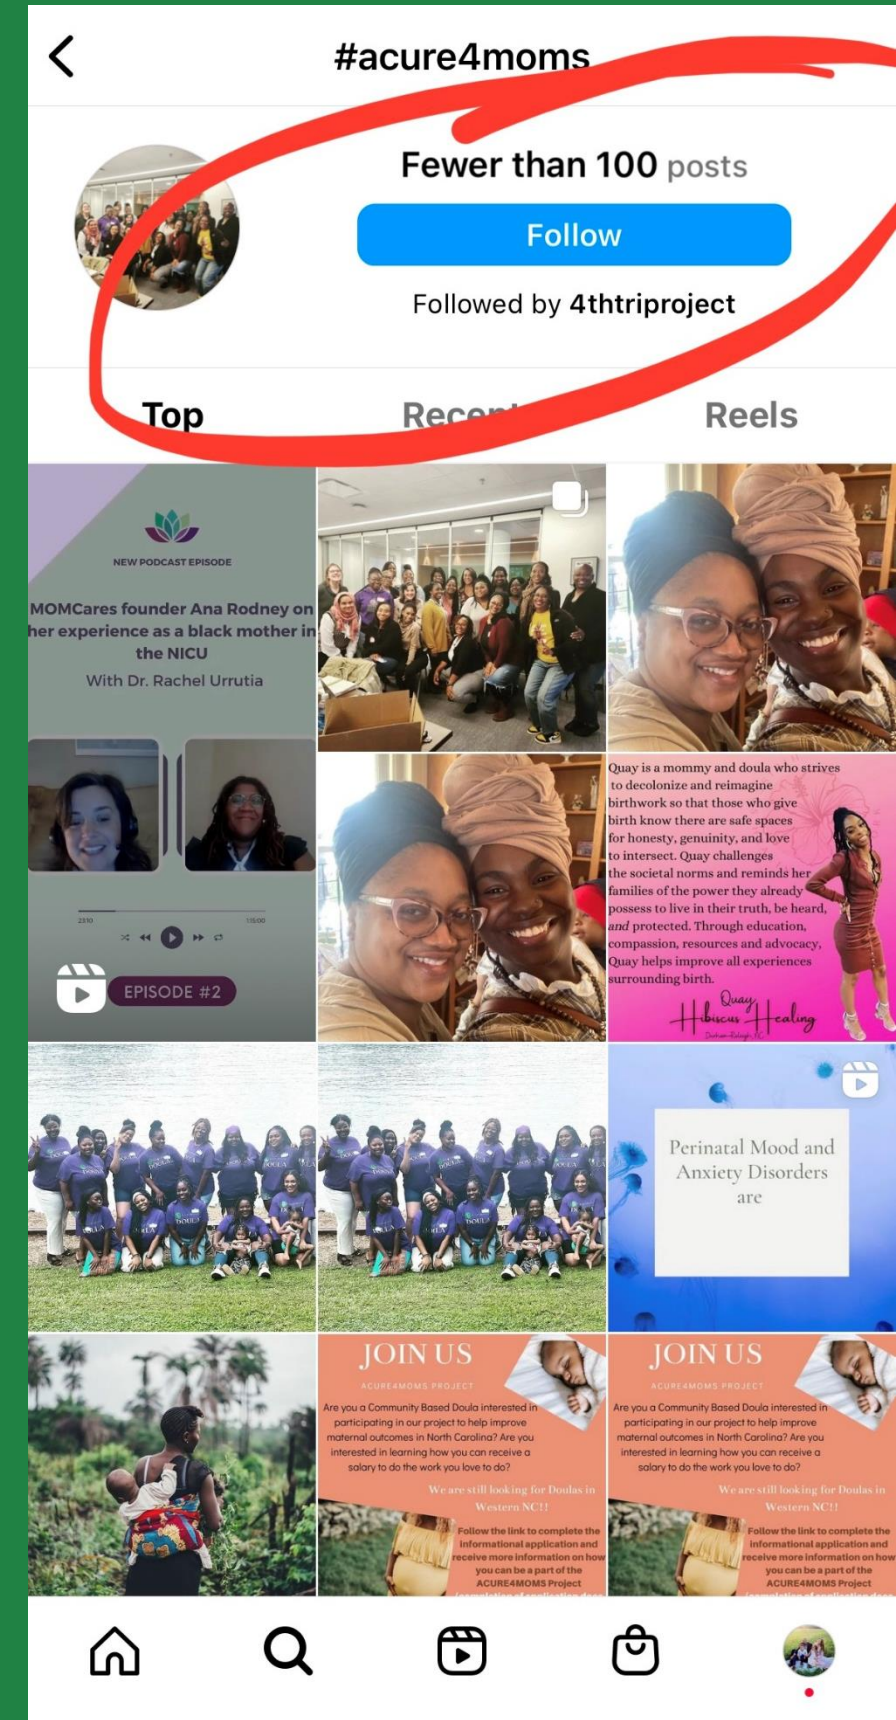 #acure4moms
Fewer than 100 posts
Follow
Followed by 4thtriproject
Top
Recent
Reels
NEW PODCAST EPISODE
MOMCares founder Ana Rodney on
her experience as a black mother in
the NICU
With Dr. Rachel Urrutia
23:10
1:15:00
EPISODE #2
Quay is a mommy and doula who strives
to decolonize and reimagine
birthwork so that those who give
birth know there are safe spaces
for honesty, genuinity, and love
to intersect. Quay challenges
the societal norms and reminds her
families of the power they already
possess to live in their truth, be heard,
and protected. Through education,
compassion, resources and advocacy,
Quay helps improve all experiences
surrounding birth.
Quay
Hibiscus Healing
Durham-Raleigh, NC
DOULA
DOULA
Perinatal Mood and
Anxiety Disorders
are
JOIN US
ACURE4MOMS PROJECT
Are you a Community Based Doula interested in
participating in our project to help improve
maternal outcomes in North Carolina? Are you
interested in learning how you can receive a
salary to do the work you love to do?
We are still looking for Doulas in
Western NC!!
Follow the link to complete the
informational application and
receive more information on how
you can be a part of the
ACURE4MOMS Project
JOIN US
ACURE4MOMS PROJECT
Are you a Community Based Doula interested in
participating in our project to help improve
maternal outcomes in North Carolina? Are you
interested in learning how you can receive a
salary to do the work you love to do?
We are still looking for Doulas in
Western NC!!
Follow the link to complete the
informational application and
receive more information on how
you can be a part of the
ACURE4MOMS Project